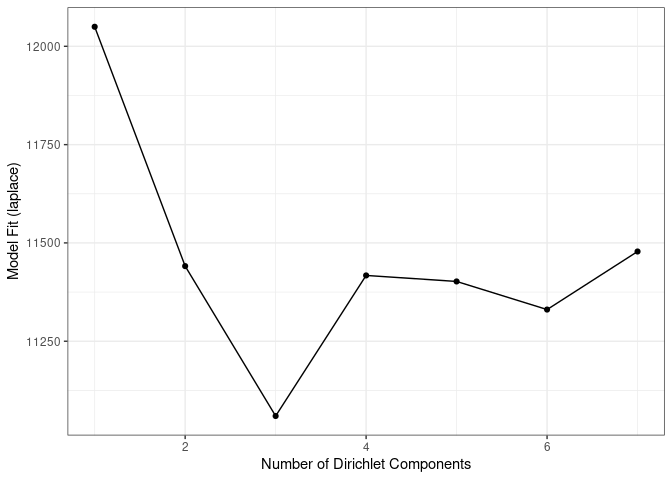 12000
11750
11500
11250
Model Fit (laplace)
2 4 6
Number of Dirichlet Components